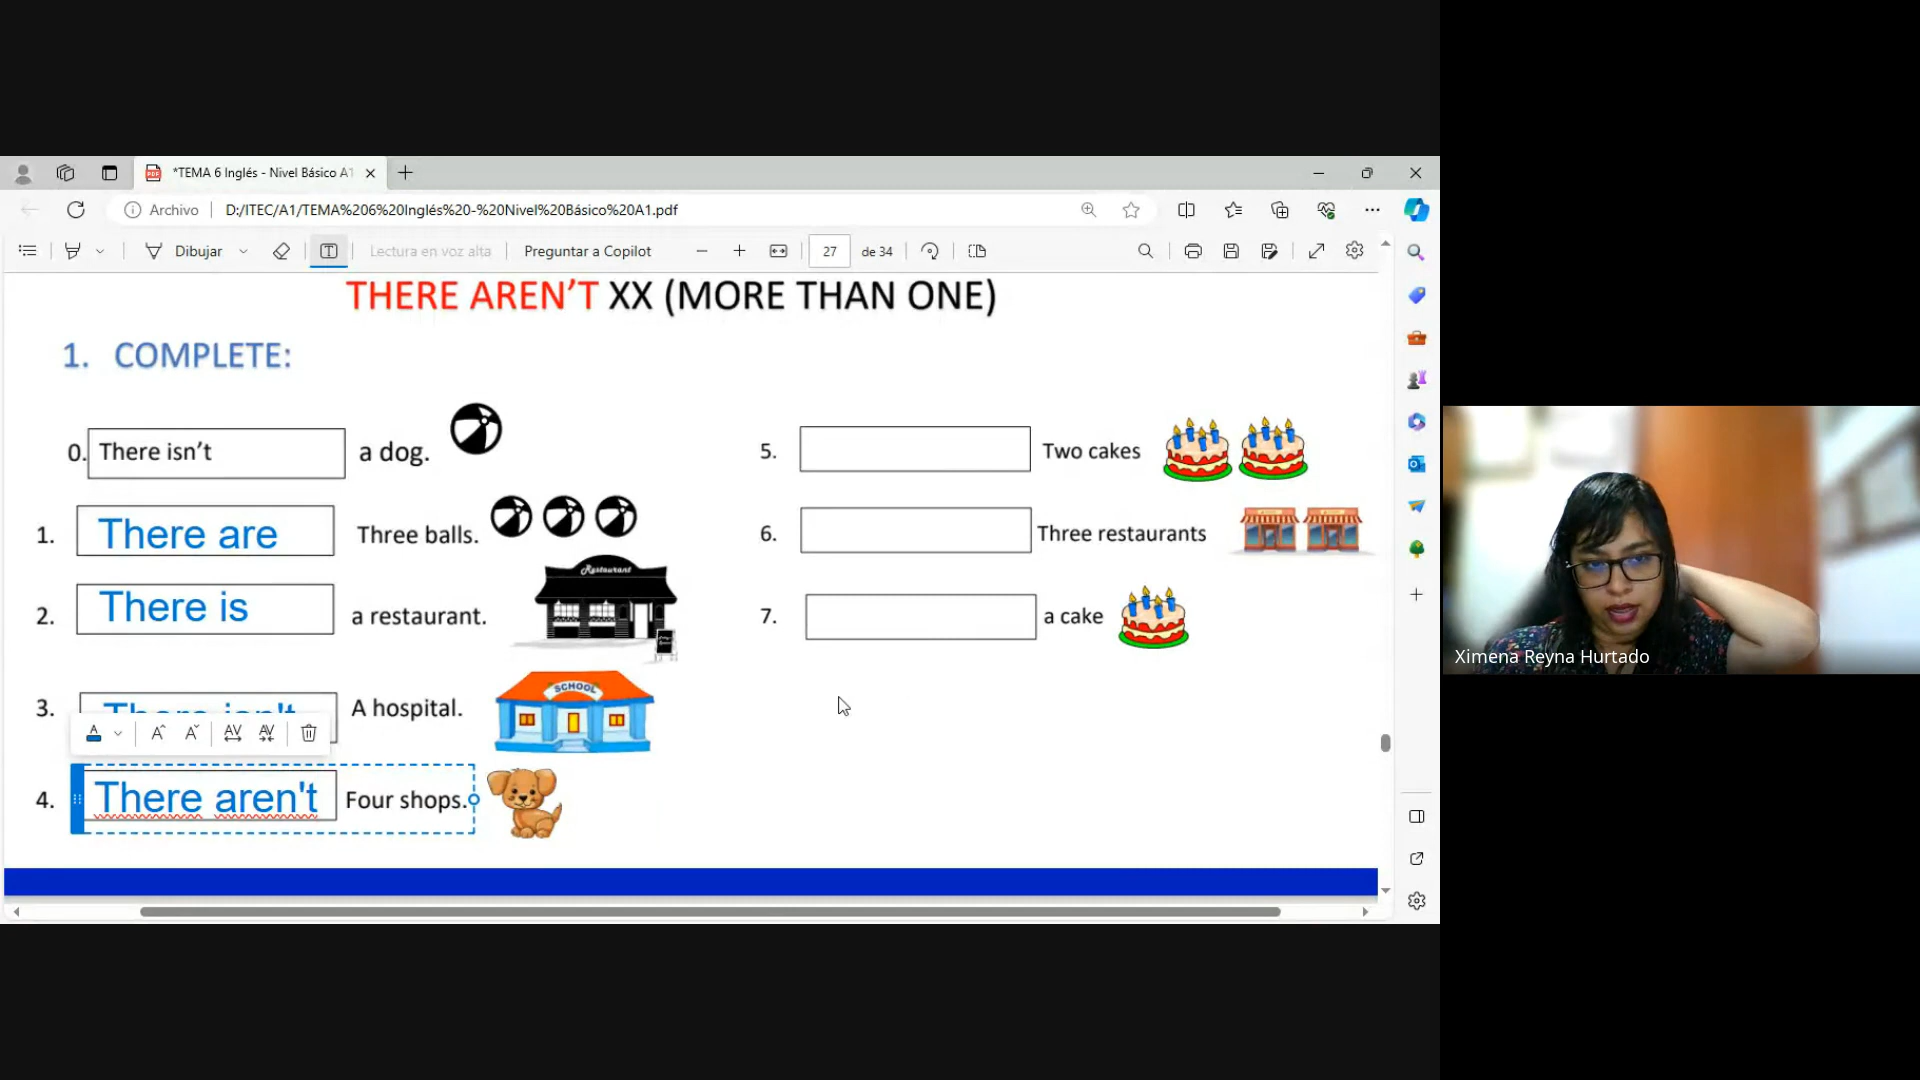 *TEMA 6 Inglés - Nivel Básico A1
Archivo
D:/ITEC/A1/TEMA%206%20Inglés%20-%20Nivel%20Básico%20A1.pdf
Dibujar
Lectura en voz alta
Preguntar a Copilot
27
de 34
THERE AREN'T XX (MORE THAN ONE)
1. COMPLETE:
0. There isn't a dog.
1. There are Three balls.
2. There is a restaurant.
Restaurant
3. There isn't A hospital.
SCHOOL
4. There aren't Four shops.
5. Two cakes
6. Three restaurants
7. a cake
Ximena Reyna Hurtado